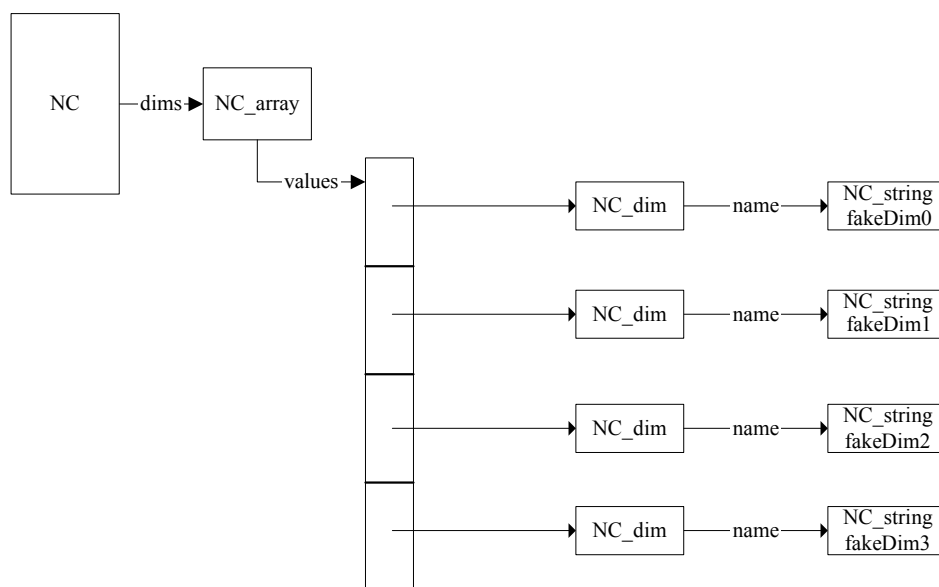 NC
dims
NC_array
values
NC_dim
name
NC_string
fakeDim0
NC_dim
name
NC_string
fakeDim1
NC_dim
name
NC_string
fakeDim2
NC_dim
name
NC_string
fakeDim3